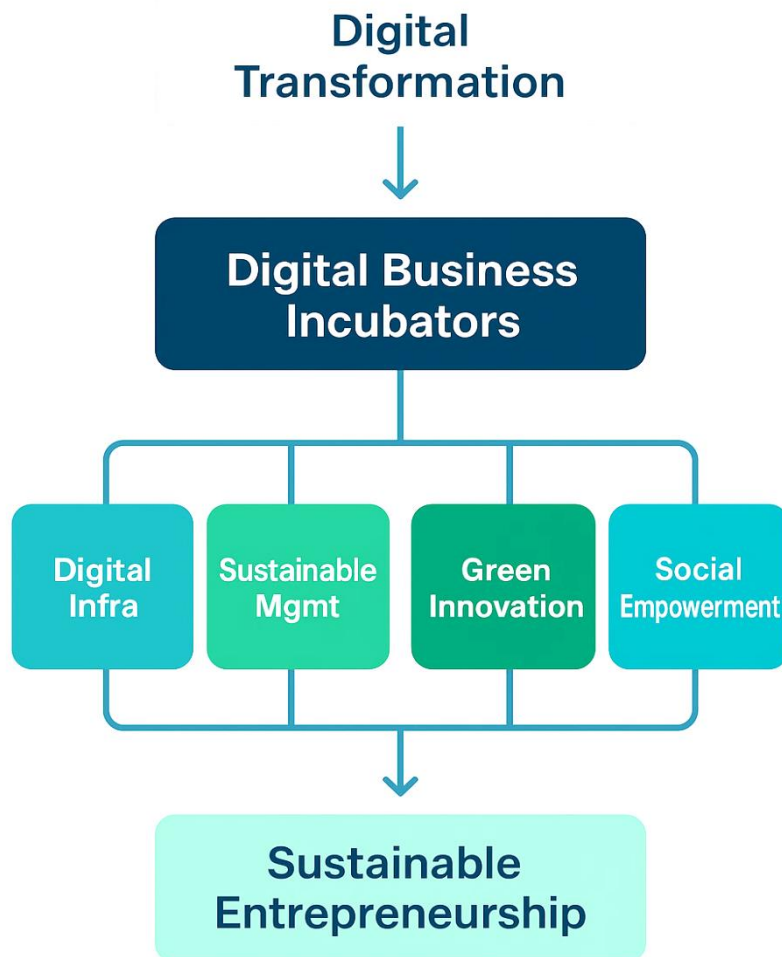 Digital
Transformation
Digital Business
Incubators
Digital
Infra
Sustainable
Mgmt
Green
Innovation
Social
Empowerment
Sustainable
Entrepreneurship